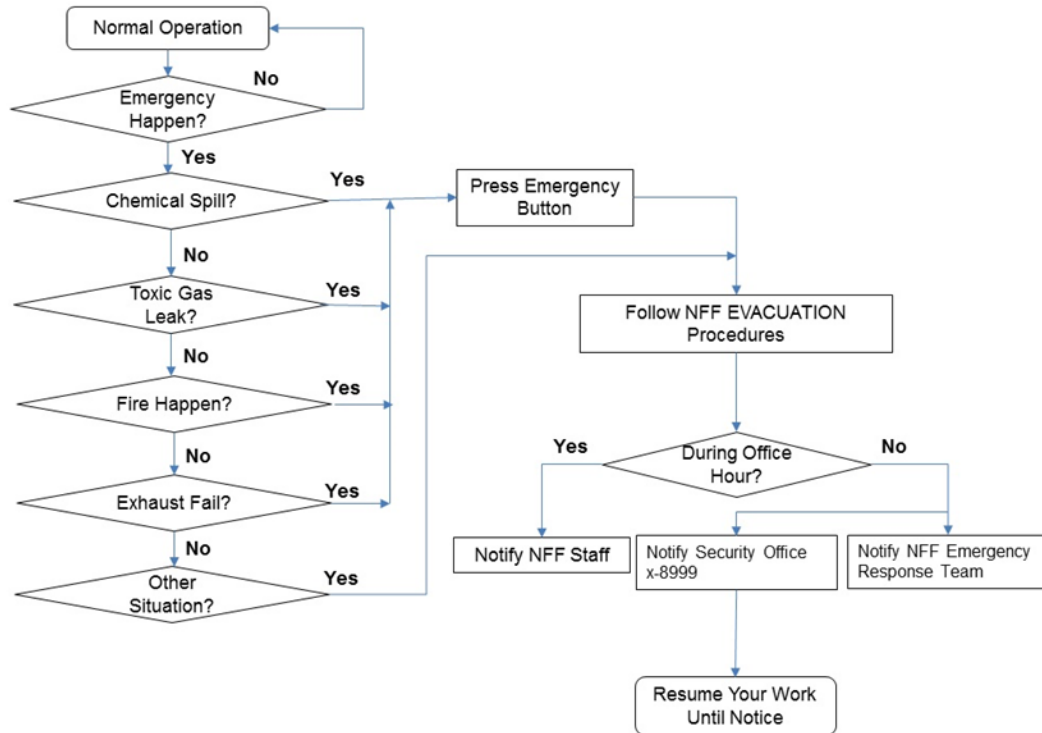 Normal Operation
No
Emergency
Happen?
Yes
Chemical Spill?
Yes
Press Emergency
Button
No
Toxic Gas
Leak?
Yes
Follow NFF EVACUATION
Procedures
No
Fire Happen?
Yes
No
Exhaust Fail?
Yes
Yes
During Office
Hour?
No
No
Other
Situation?
Yes
Notify NFF Staff
Notify Security Office
x-8999
Notify NFF Emergency
Response Team
Resume Your Work
Until Notice